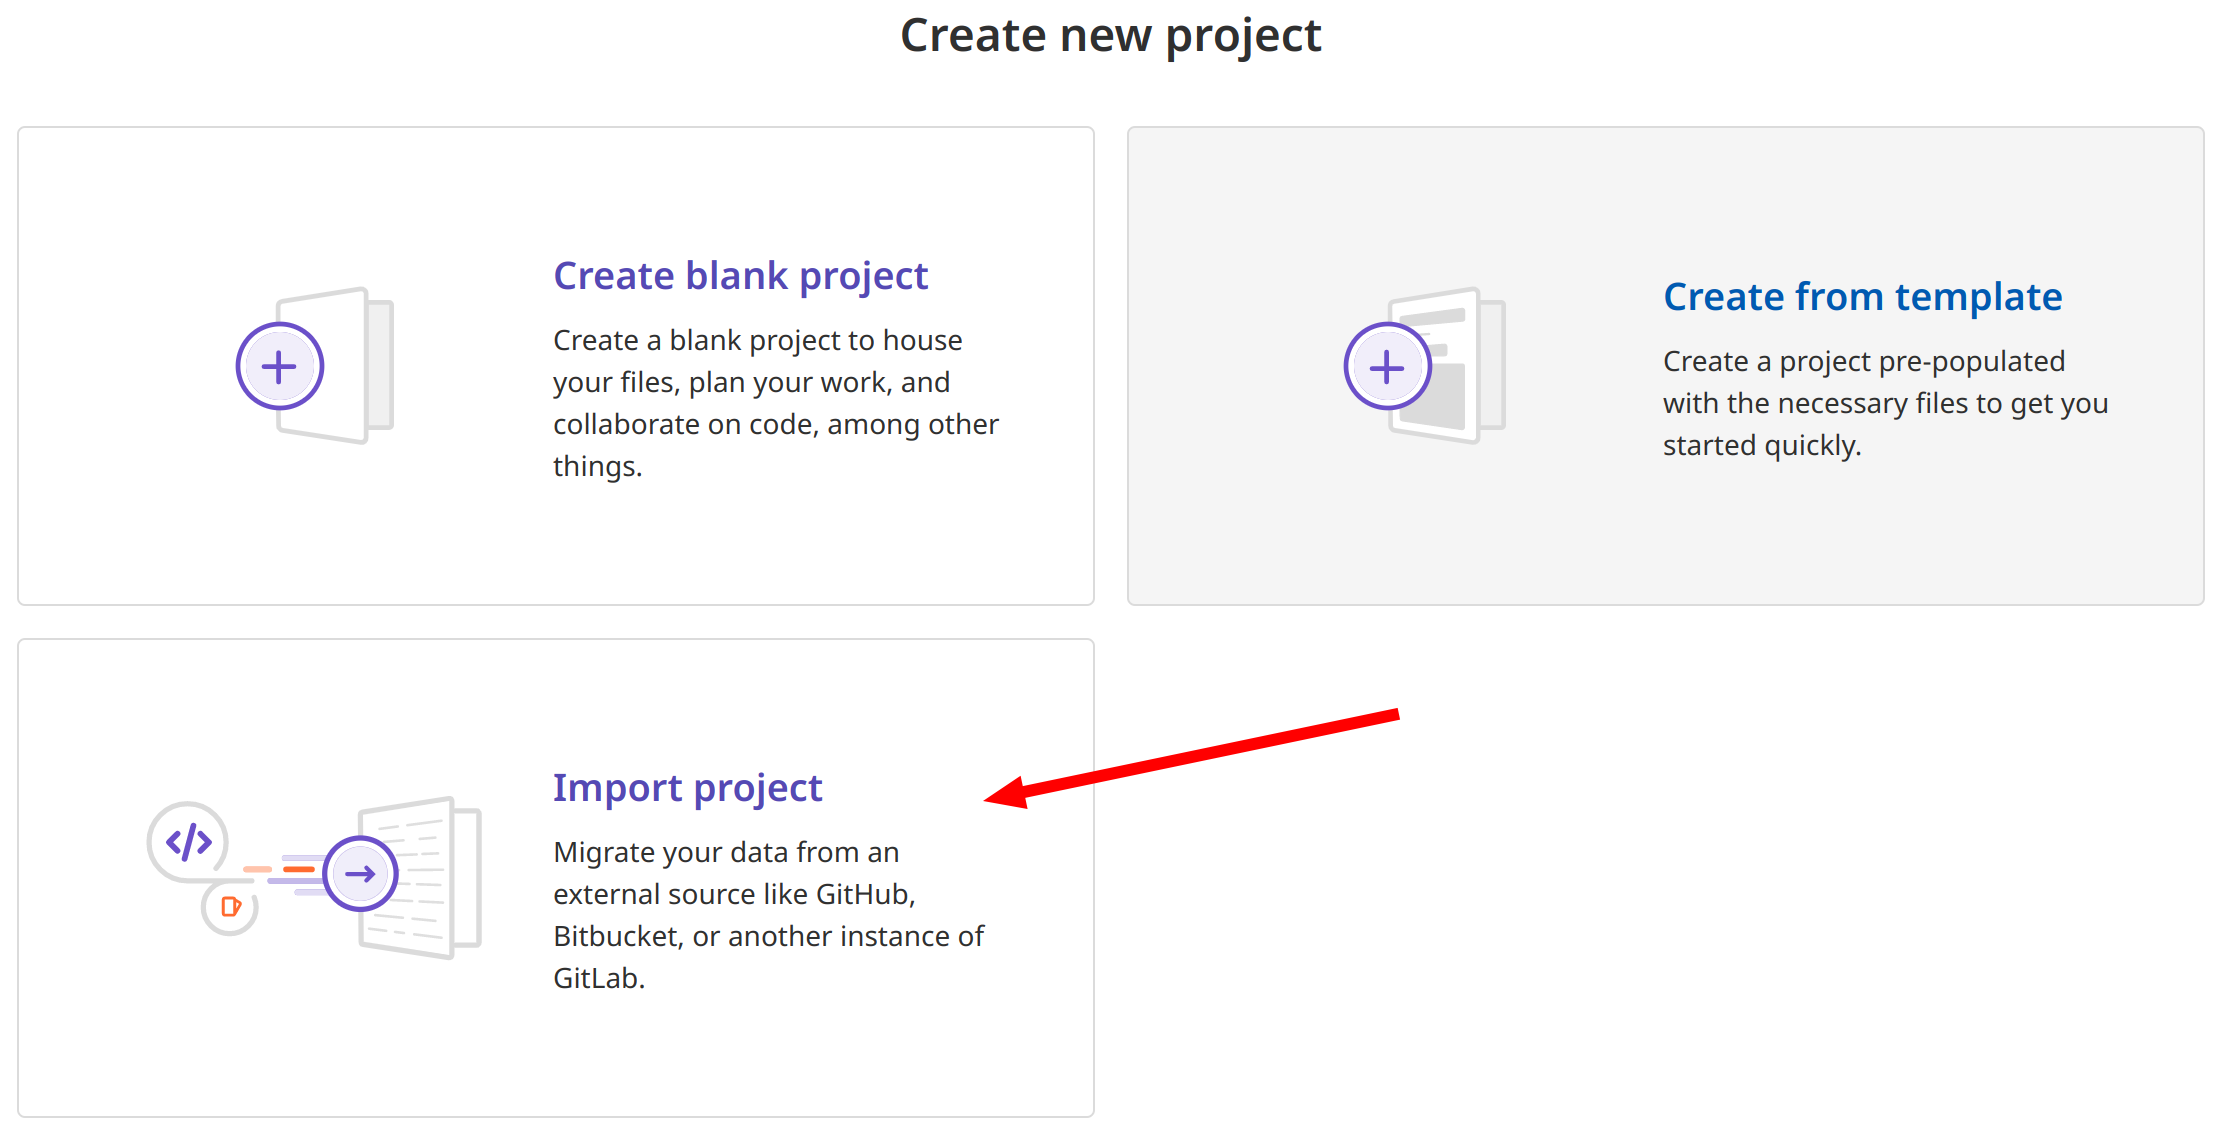 Create new project
Create blank project
Create a blank project to house
your files, plan your work, and
collaborate on code, among other
things.
Create from template
Create a project pre-populated
with the necessary files to get you
started quickly.
Import project
Migrate your data from an
external source like GitHub,
Bitbucket, or another instance of
GitLab.